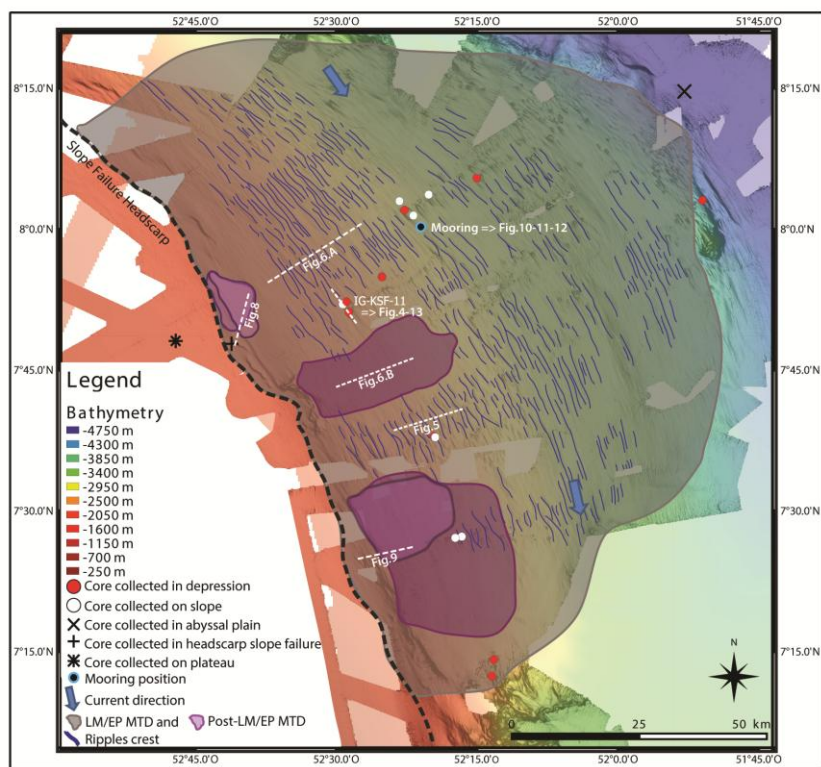 52°45.0'W 52°30.0'W 52°15.0'W 52°0.0'W 51°45.0'W
8°15.0'N 8°15.0'N
Slope Failure Headscarp
8°0.0'N 8°0.0'N
Mooring => Fig.10-11-12
Fig.6.A
IG-KSF-11
=> Fig.4-13
Fig.8
7°45.0'N 7°45.0'N
Fig.6.B
Fig.5
Legend
Bathymetry
-4750 m
-4300 m
-3850 m
-3400 m
-2950 m
-2500 m
-2050 m
-1600 m
-1150 m
-700 m
-250 m
7°30.0'N 7°30.0'N
Fig.9
Core collected in depression
Core collected on slope
Core collected in abyssal plain
Core collected in headscarp slope failure
Core collected on plateau
Mooring position
Current direction
LM/EP MTD and Post-LM/EP MTD
Ripples crest
7°15.0'N 7°15.0'N
N
0 25 50 km
52°45.0'W 52°30.0'W 52°15.0'W 52°0.0'W 51°45.0'W